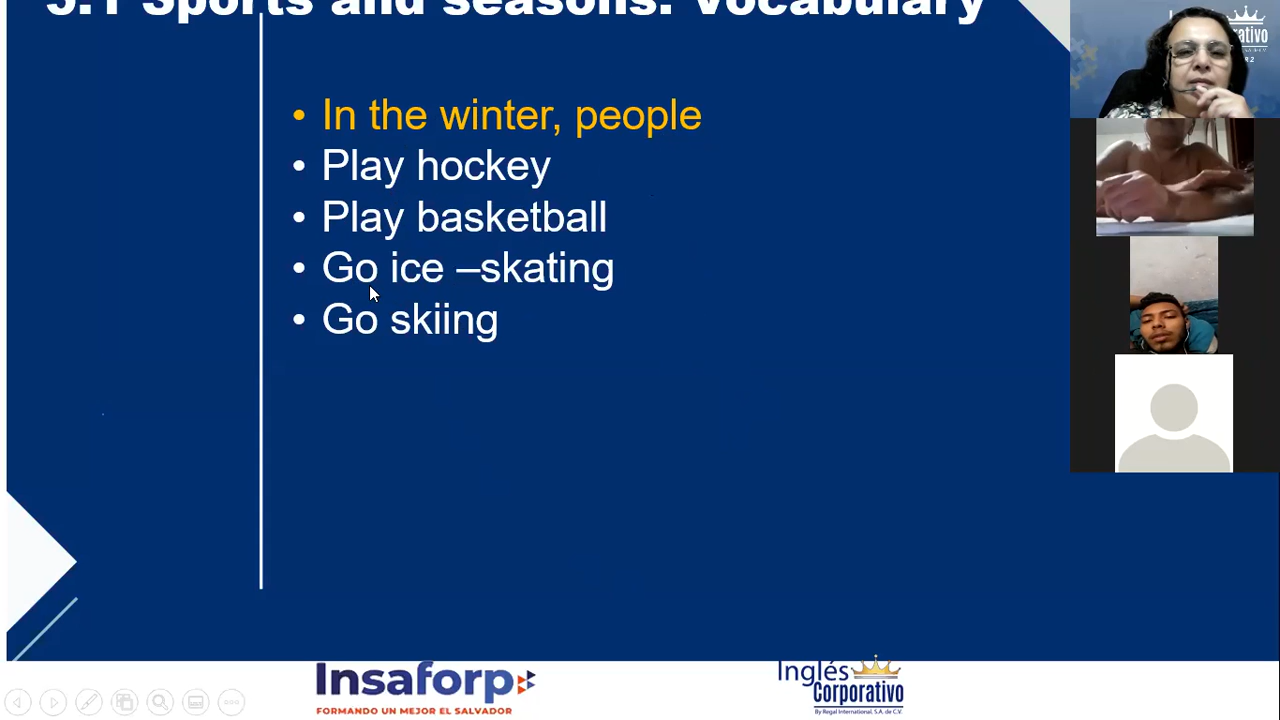 5.1 Sports and seasons: Vocabulary
• In the winter, people
• Play hockey
• Play basketball
• Go ice –skating
• Go skiing
Insaforp
FORMANDO UN MEJOR EL SALVADOR
Inglés
Corporativo
By Regal International, S.A. de C.V.